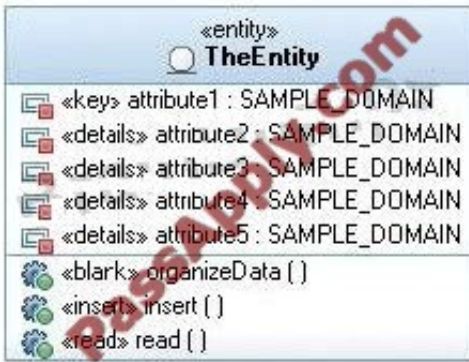 «entity»
TheEntity
«key» attribute1 : SAMPLE_DOMAIN
«details» attribute2 : SAMPLE_DOMAIN
«details» attribute3 : SAMPLE_DOMAIN
«details» attribute4 : SAMPLE_DOMAIN
«details» attribute5 : SAMPLE_DOMAIN
«blank» organizeData ( )
«insert» insert ( )
«read» read ( )
PassApply.com